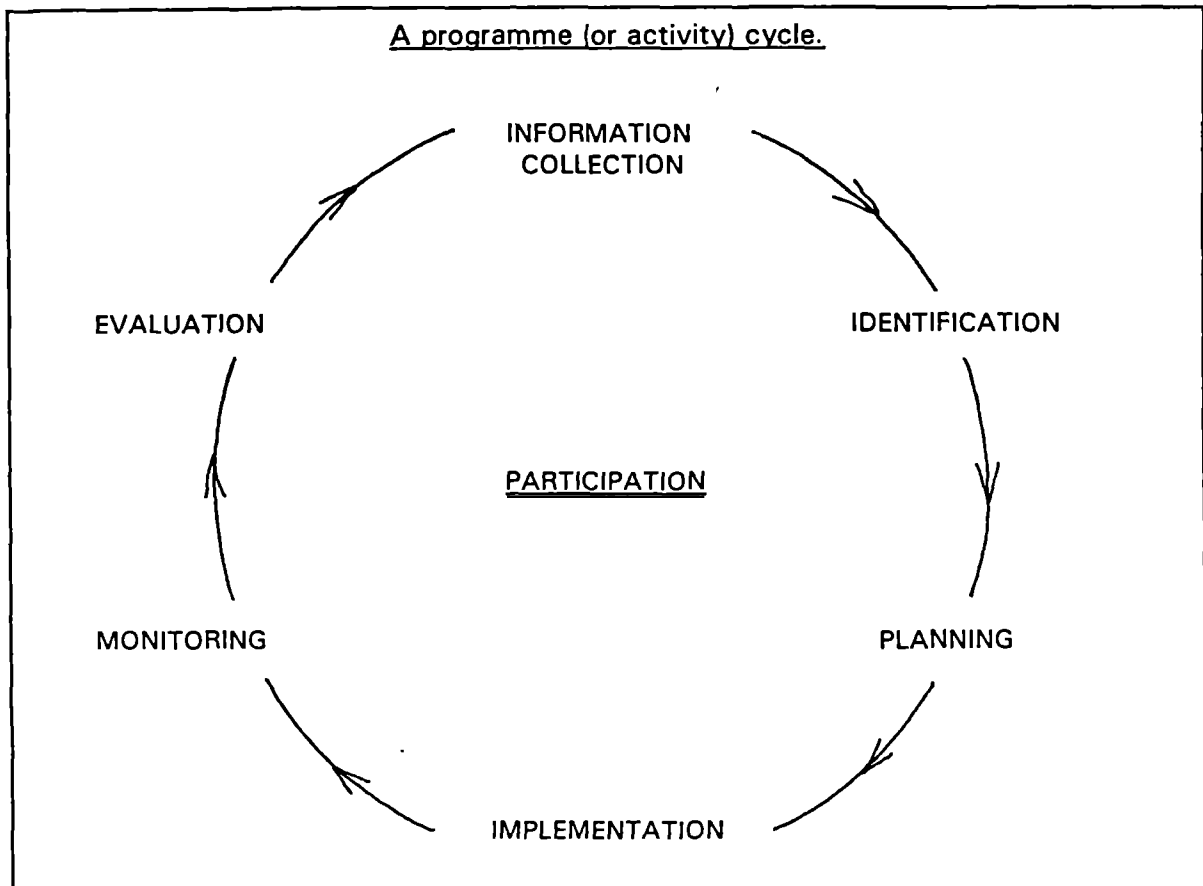 A programme (or activity) cycle.
INFORMATION
COLLECTION
EVALUATION
IDENTIFICATION
PARTICIPATION
MONITORING
PLANNING
IMPLEMENTATION